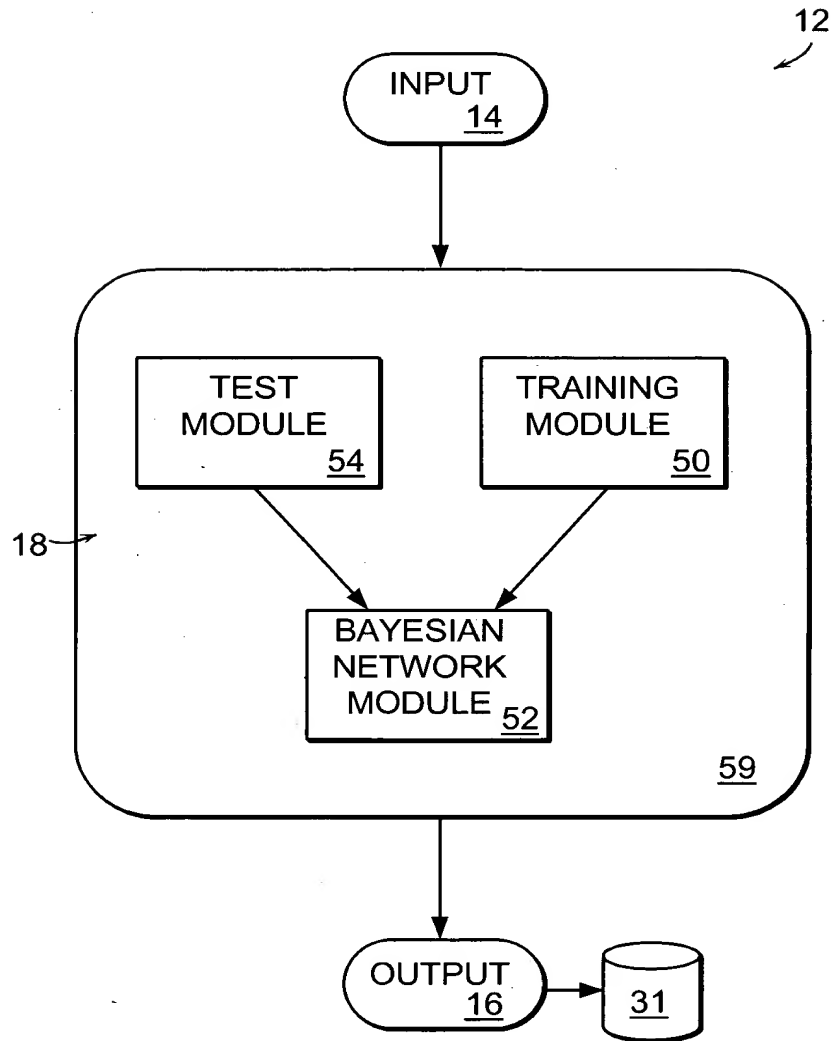 12
INPUT
14
TEST
MODULE
54
TRAINING
MODULE
50
18
BAYESIAN
NETWORK
MODULE
52
59
OUTPUT
16
31